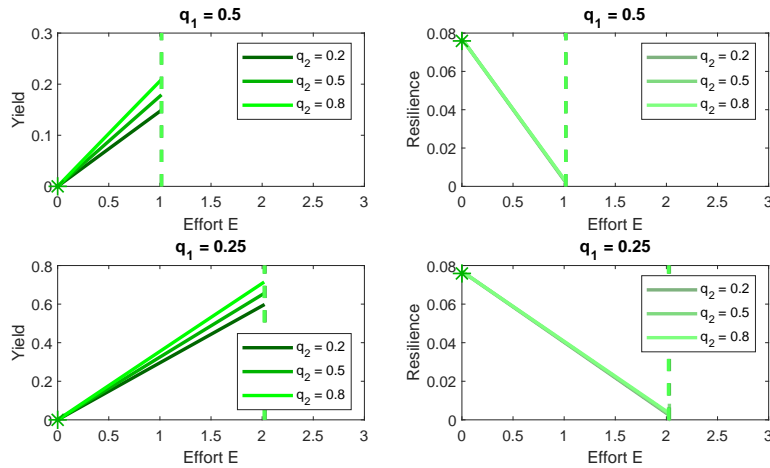 q1 = 0.5
0.3
0.2
0.1
0
Yield
q2 = 0.2
q2 = 0.5
q2 = 0.8
0 0.5 1 1.5 2 2.5 3
Effort E
q1 = 0.5
0.08
0.06
0.04
0.02
0
Resilience
q2 = 0.2
q2 = 0.5
q2 = 0.8
0 0.5 1 1.5 2 2.5 3
Effort E
q1 = 0.25
0.8
0.6
0.4
0.2
0
Yield
q2 = 0.2
q2 = 0.5
q2 = 0.8
0 0.5 1 1.5 2 2.5 3
Effort E
q1 = 0.25
0.08
0.06
0.04
0.02
0
Resilience
q2 = 0.2
q2 = 0.5
q2 = 0.8
0 0.5 1 1.5 2 2.5 3
Effort E